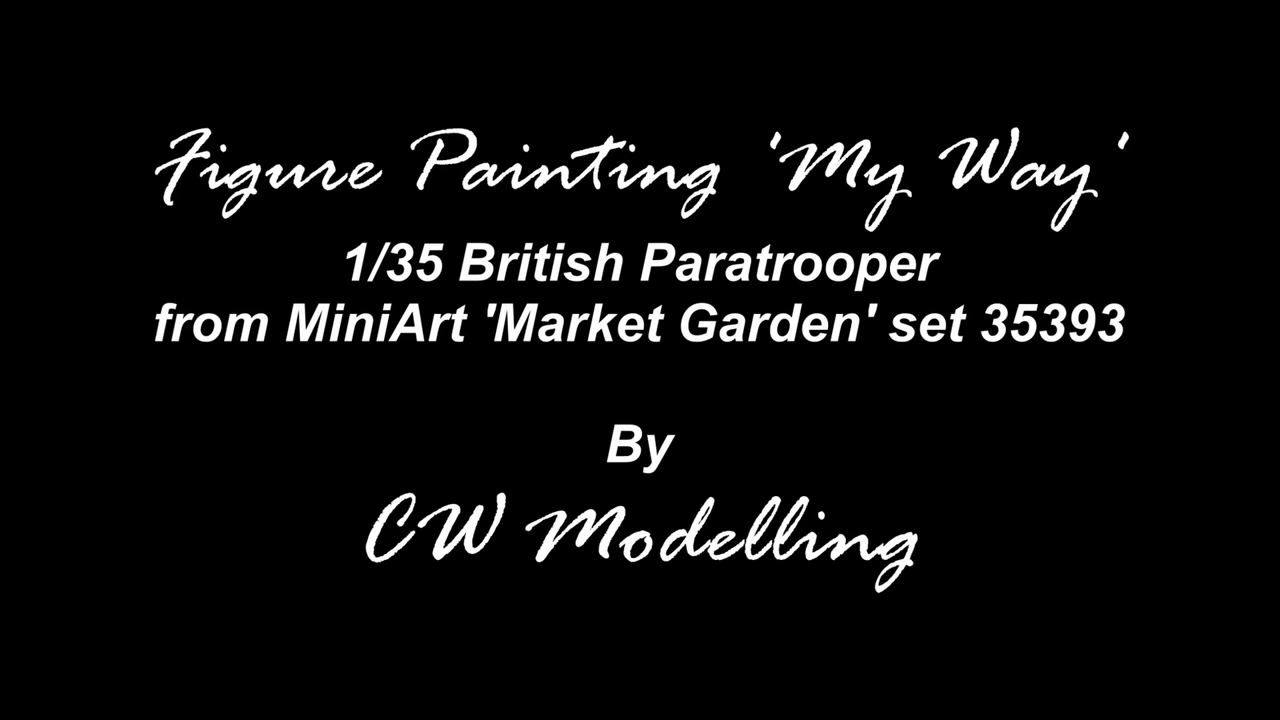 Figure Painting 'My Way'
1/35 British Paratrooper
from MiniArt 'Market Garden' set 35393
By
CW Modelling